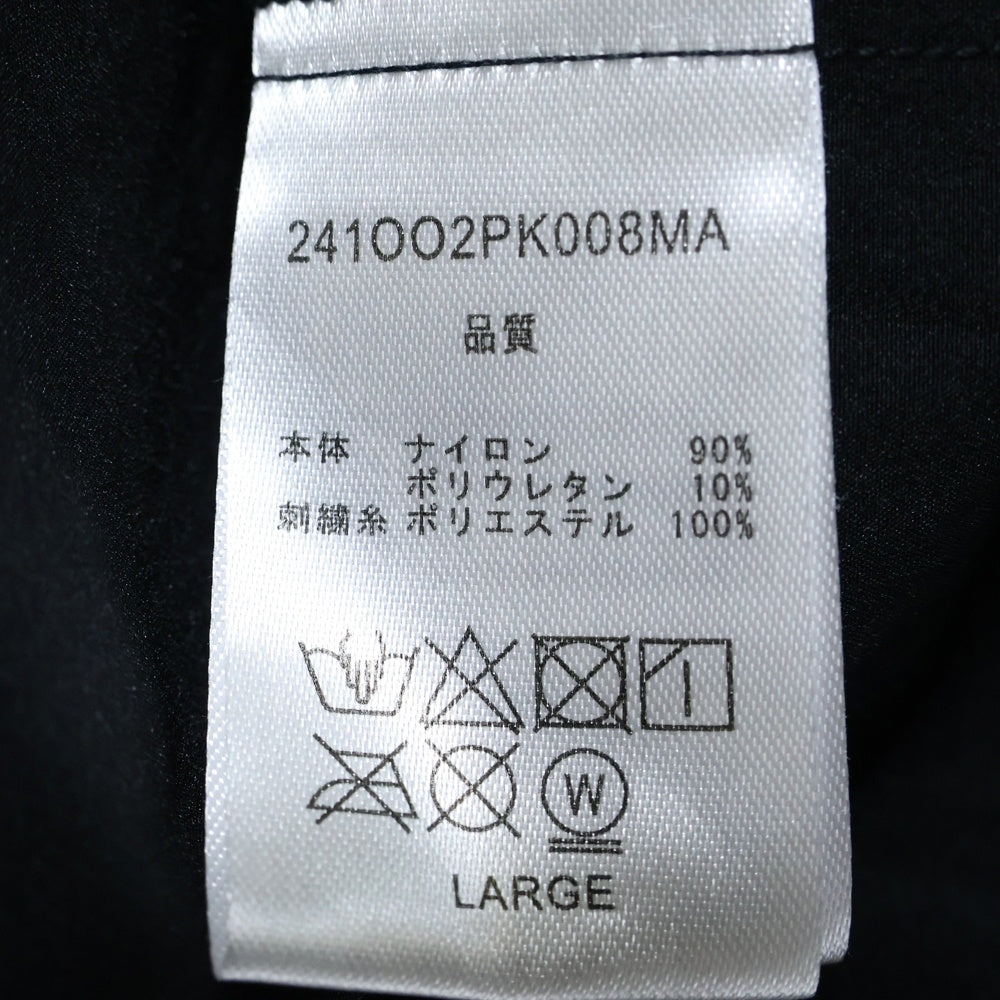 241OO2PK008MA
品質
本体 ナイロン 90%
ポリウレタン 10%
刺繍糸 ポリエステル 100%
W
LARGE